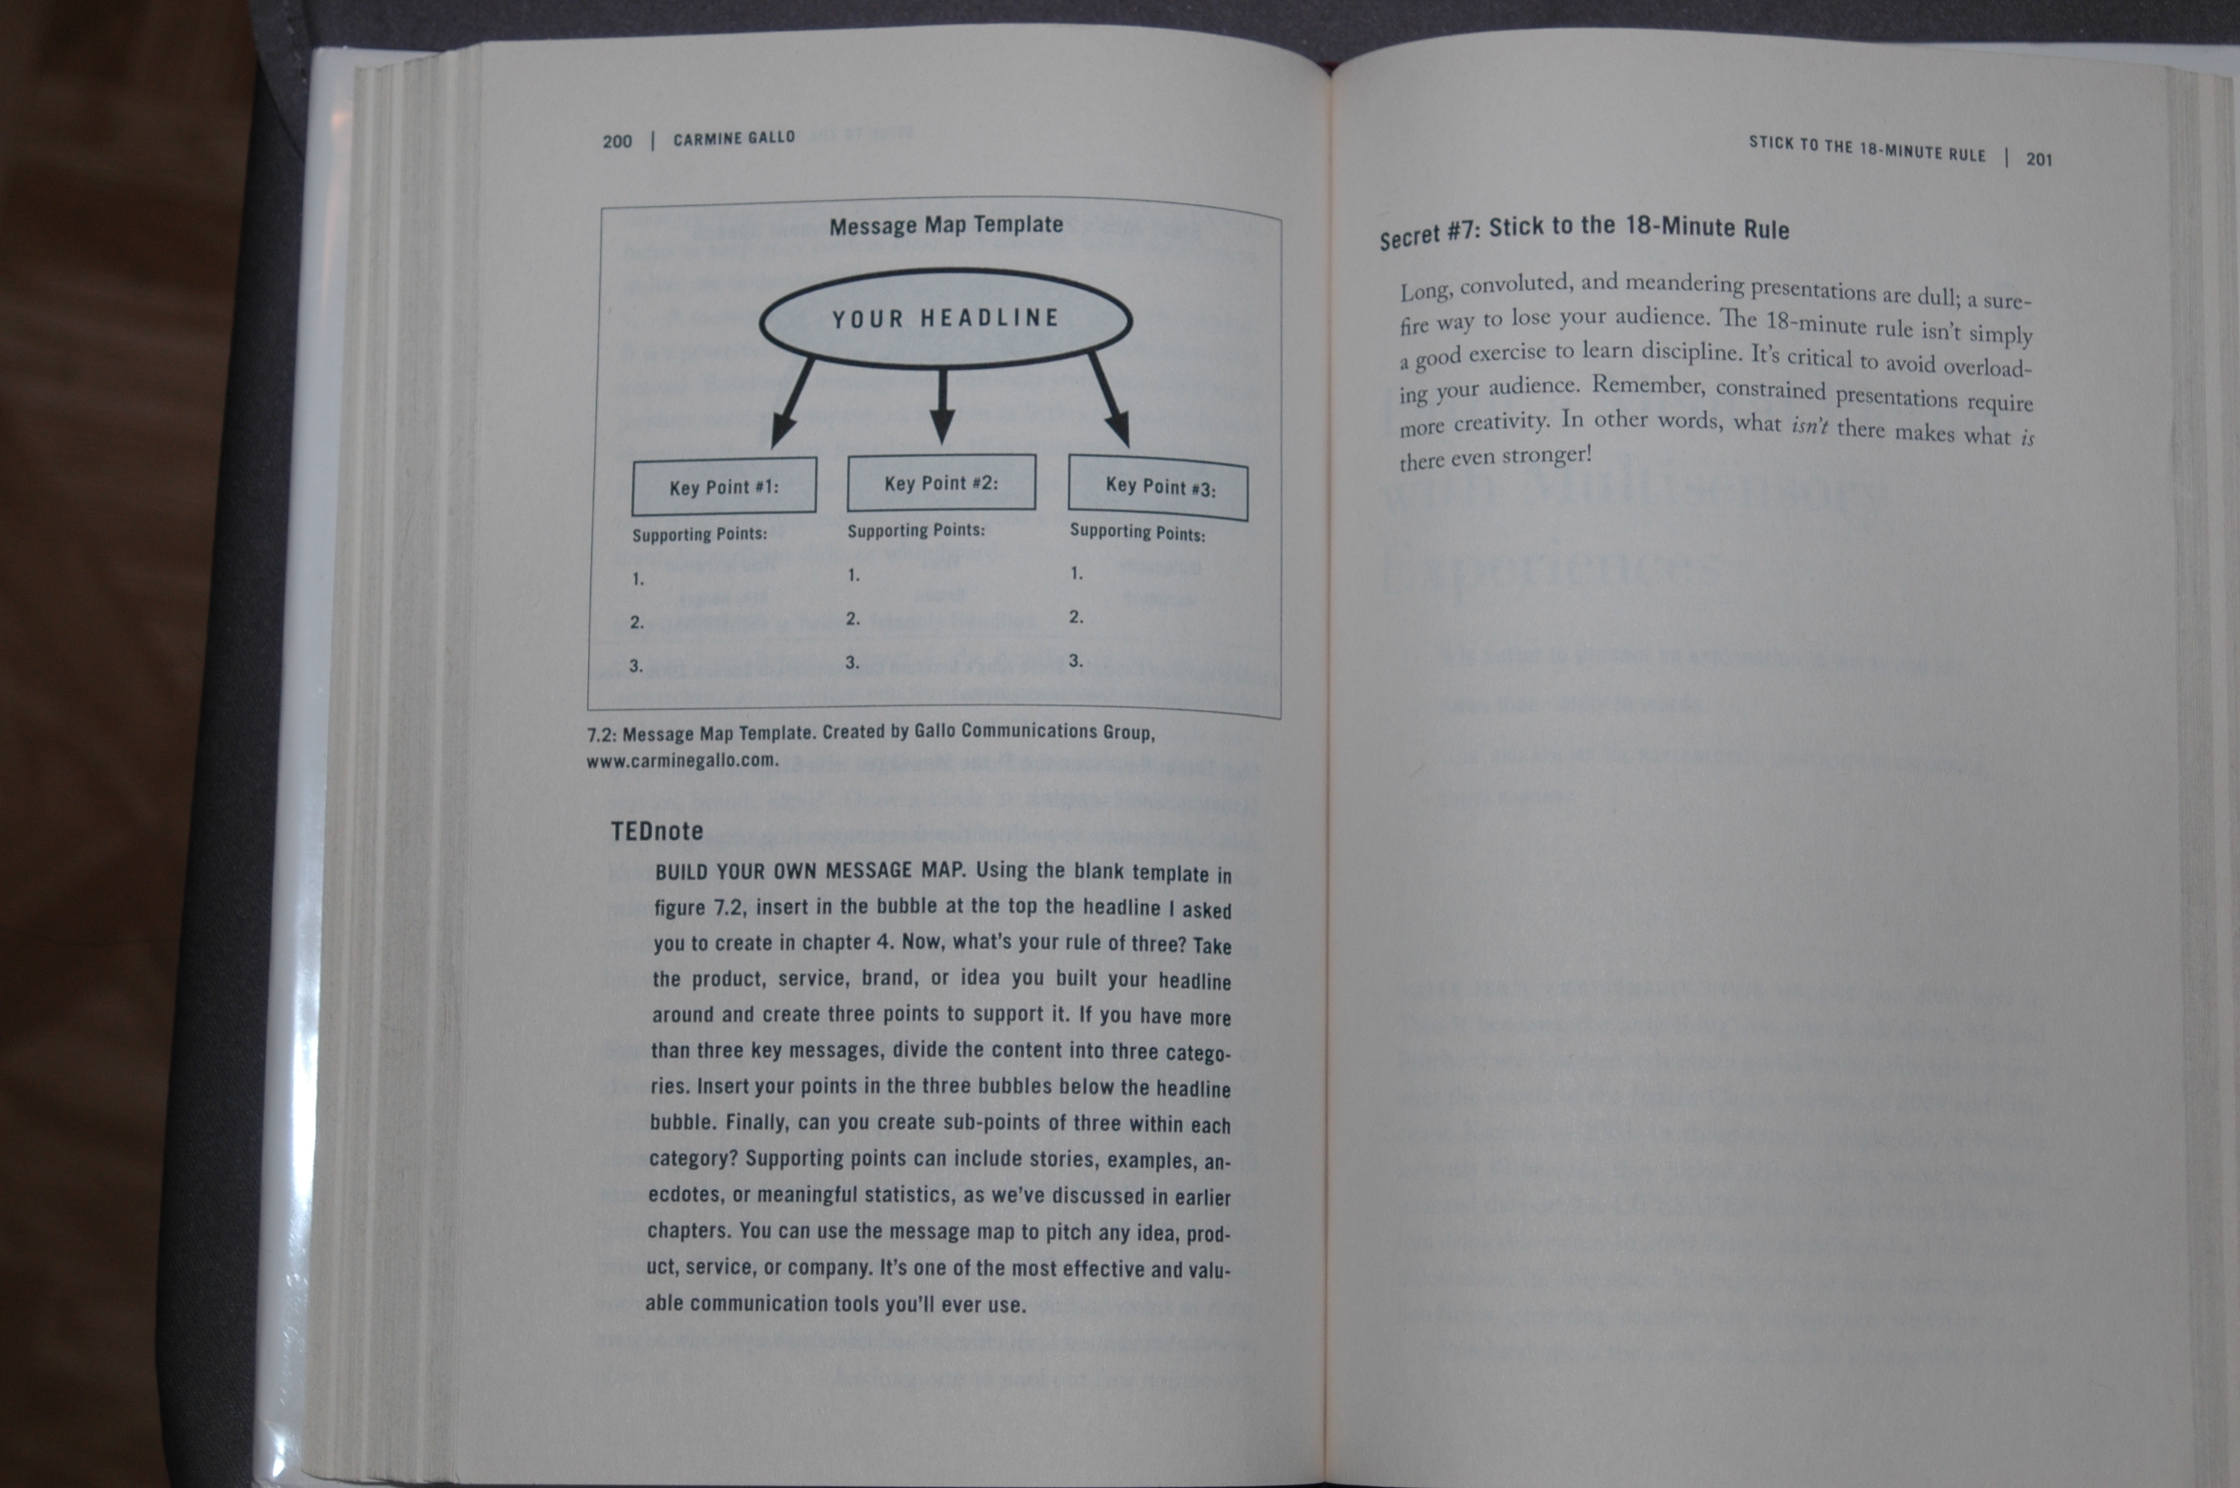 200 | CARMINE GALLO
Message Map Template
YOUR HEADLINE
Key Point #1:
Key Point #2:
Key Point #3:
Supporting Points:
Supporting Points:
Supporting Points:
1.
1.
1.
2.
2.
2.
3.
3.
3.
7.2: Message Map Template. Created by Gallo Communications Group,
www.carminegallo.com.
TEDnote
BUILD YOUR OWN MESSAGE MAP. Using the blank template in
figure 7.2, insert in the bubble at the top the headline I asked
you to create in chapter 4. Now, what's your rule of three? Take
the product, service, brand, or idea you built your headline
around and create three points to support it. If you have more
than three key messages, divide the content into three catego-
ries. Insert your points in the three bubbles below the headline
bubble. Finally, can you create sub-points of three within each
category? Supporting points can include stories, examples, an-
ecdotes, or meaningful statistics, as we've discussed in earlier
chapters. You can use the message map to pitch any idea, prod-
uct, service, or company. It's one of the most effective and valu-
able communication tools you'll ever use.
STICK TO THE 18-MINUTE RULE | 201
Secret #7: Stick to the 18-Minute Rule
Long, convoluted, and meandering presentations are dull; a sure-
fire way to lose your audience. The 18-minute rule isn't simply
a good exercise to learn discipline. It's critical to avoid overload-
ing your audience. Remember, constrained presentations require
more creativity. In other words, what isn't there makes what is
there even stronger!